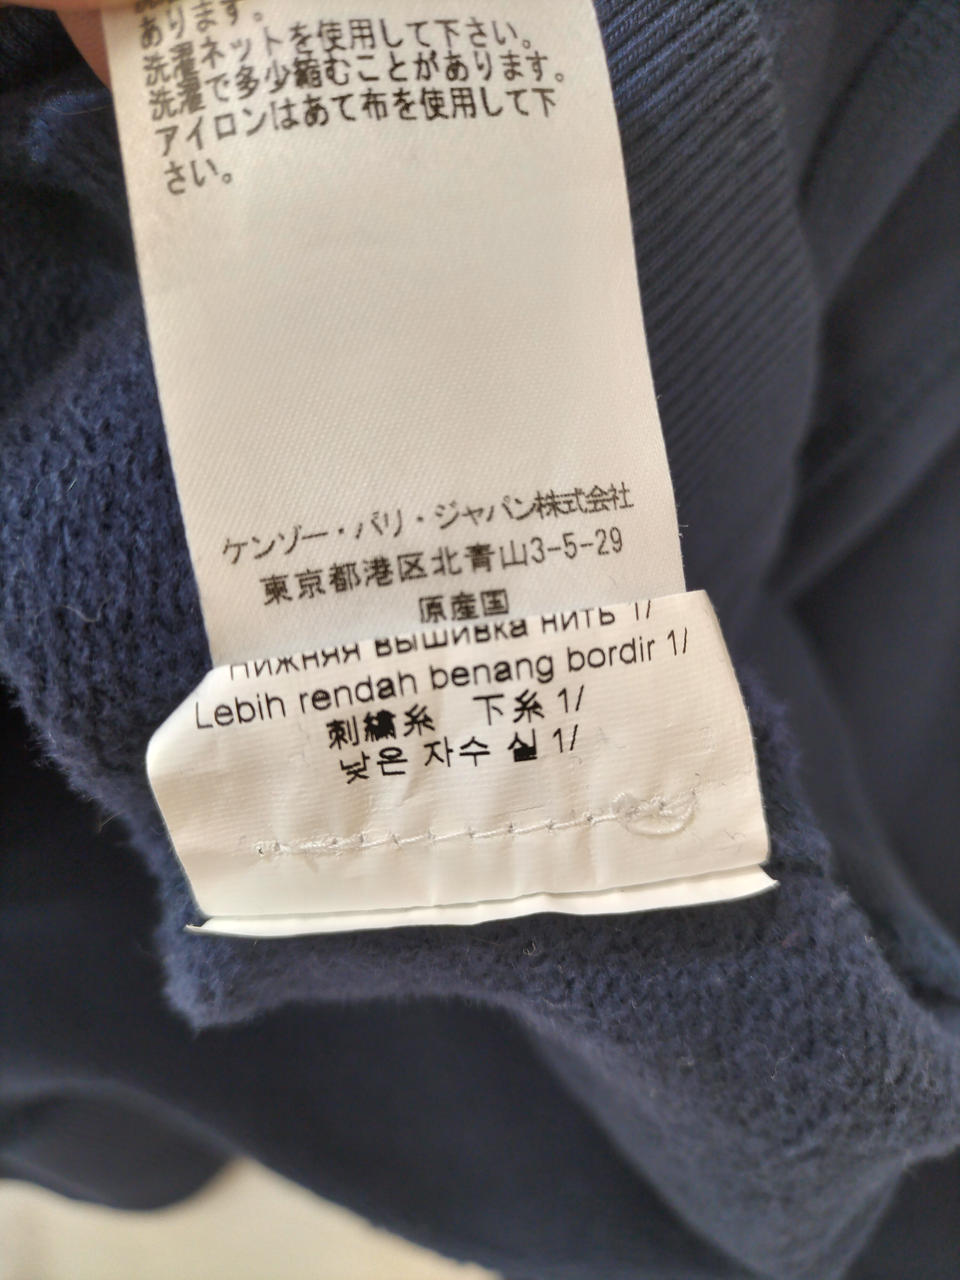 あります。
洗濯ネットを使用して下さい。
洗濯で多少縮むことがあります。
アイロンはあて布を使用して下
さい。
ケンゾー・パリ・ジャパン株式会社
東京都港区北青山3-5-29
原産国
Нижняя вышивка нить 1/
Lebih rendah benang bordir 1/
刺繍糸 下糸 1/
낮은 자수 실 1/